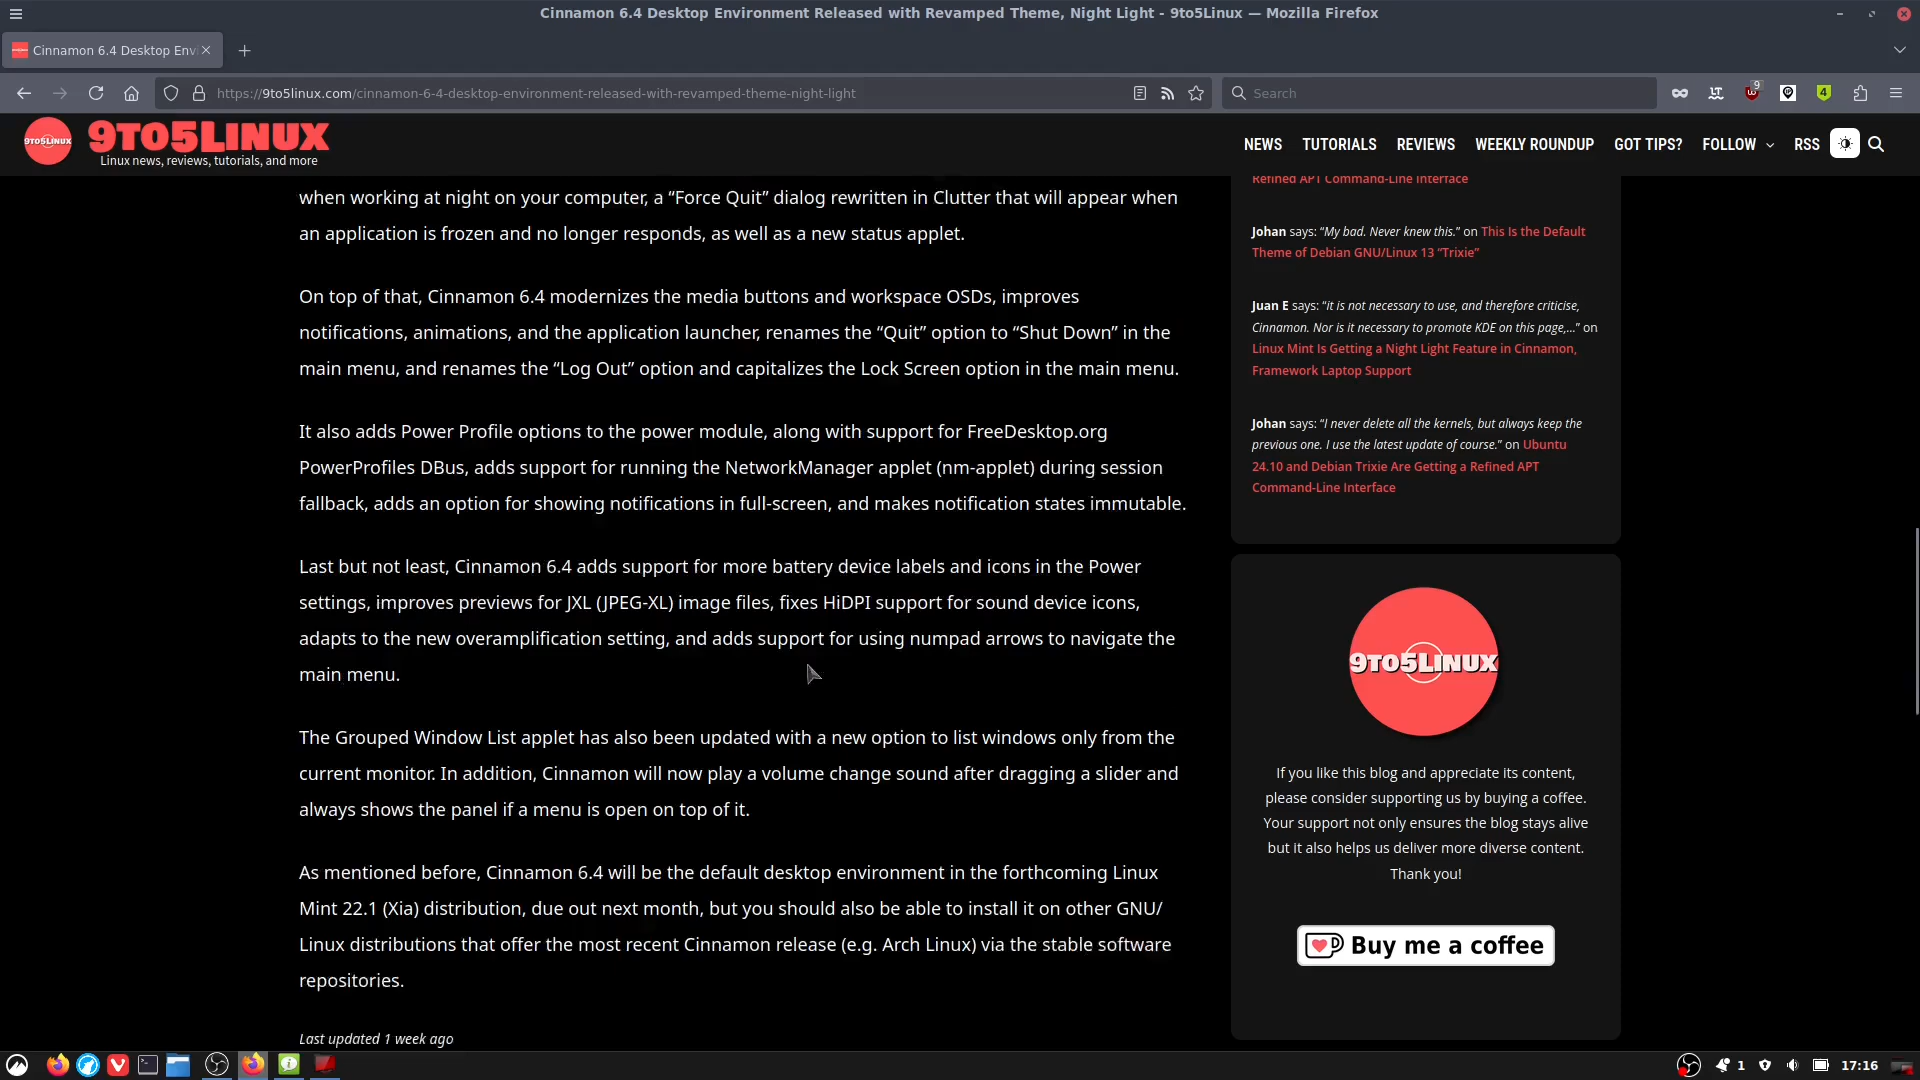 Cinnamon 6.4 Desktop Environment Released with Revamped Theme, Night Light - 9to5Linux — Mozilla Firefox
Cinnamon 6.4 Desktop Env
https://9to5linux.com/cinnamon-6-4-desktop-environment-released-with-revamped-theme-night-light
Search
9
4
9TO5LINUX
9TO5LINUX
Linux news, reviews, tutorials, and more
NEWS
TUTORIALS
REVIEWS
WEEKLY ROUNDUP
GOT TIPS?
FOLLOW
RSS
when working at night on your computer, a “Force Quit” dialog rewritten in Clutter that will appear when
an application is frozen and no longer responds, as well as a new status applet.
On top of that, Cinnamon 6.4 modernizes the media buttons and workspace OSDs, improves
notifications, animations, and the application launcher, renames the “Quit” option to “Shut Down” in the
main menu, and renames the “Log Out” option and capitalizes the Lock Screen option in the main menu.
It also adds Power Profile options to the power module, along with support for FreeDesktop.org
PowerProfiles DBus, adds support for running the NetworkManager applet (nm-applet) during session
fallback, adds an option for showing notifications in full-screen, and makes notification states immutable.
Last but not least, Cinnamon 6.4 adds support for more battery device labels and icons in the Power
settings, improves previews for JXL (JPEG-XL) image files, fixes HiDPI support for sound device icons,
adapts to the new overamplification setting, and adds support for using numpad arrows to navigate the
main menu.
The Grouped Window List applet has also been updated with a new option to list windows only from the
current monitor. In addition, Cinnamon will now play a volume change sound after dragging a slider and
always shows the panel if a menu is open on top of it.
As mentioned before, Cinnamon 6.4 will be the default desktop environment in the forthcoming Linux
Mint 22.1 (Xia) distribution, due out next month, but you should also be able to install it on other GNU/
Linux distributions that offer the most recent Cinnamon release (e.g. Arch Linux) via the stable software
repositories.
Last updated 1 week ago
Refined APT Command-Line Interface
Johan says: “My bad. Never knew this.” on This Is the Default
Theme of Debian GNU/Linux 13 “Trixie”
Juan E says: “it is not necessary to use, and therefore criticise,
Cinnamon. Nor is it necessary to promote KDE on this page,…” on
Linux Mint Is Getting a Night Light Feature in Cinnamon,
Framework Laptop Support
Johan says: “I never delete all the kernels, but always keep the
previous one. I use the latest update of course.” on Ubuntu
24.10 and Debian Trixie Are Getting a Refined APT
Command-Line Interface
9TO5LINUX
If you like this blog and appreciate its content,
please consider supporting us by buying a coffee.
Your support not only ensures the blog stays alive
but it also helps us deliver more diverse content.
Thank you!
Buy me a coffee
1
17:16